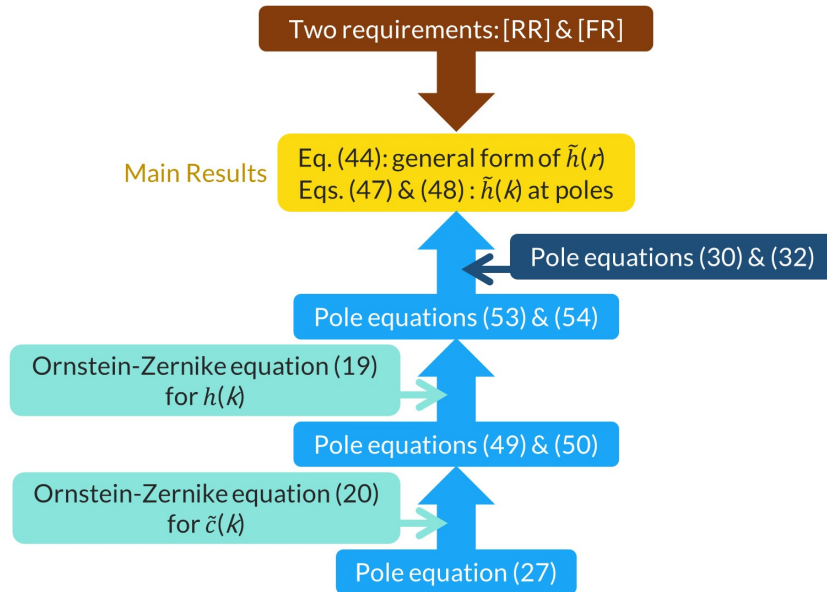 Two requirements: [RR] & [FR]
Main Results
Eq. (44): general form of h̃(r)
Eqs. (47) & (48) : h̃(k) at poles
Pole equations (30) & (32)
Pole equations (53) & (54)
Ornstein-Zernike equation (19)
for h(k)
Pole equations (49) & (50)
Ornstein-Zernike equation (20)
for c̃(k)
Pole equation (27)